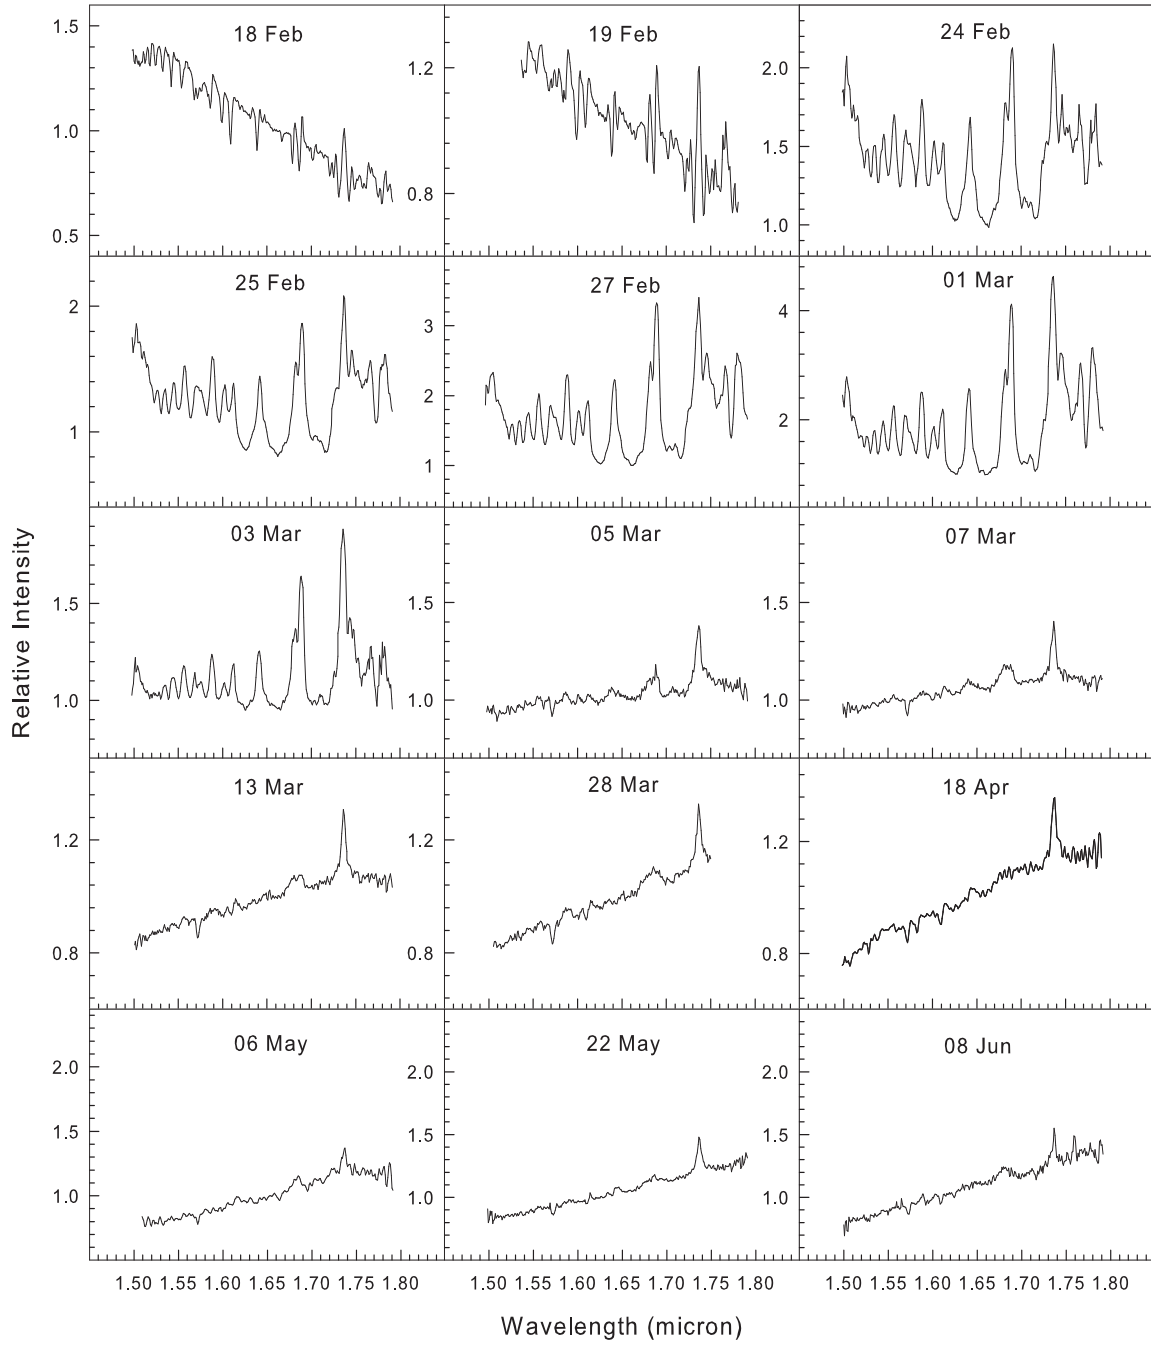 18 Feb
19 Feb
24 Feb
1.5
1.0
0.5
1.2
0.8
2.0
1.5
1.0
25 Feb
27 Feb
01 Mar
2
1
3
2
1
4
2
03 Mar
05 Mar
07 Mar
1.5
1.0
1.5
1.0
1.5
1.0
13 Mar
28 Mar
18 Apr
1.2
0.8
1.2
0.8
1.2
0.8
06 May
22 May
08 Jun
2.0
1.5
1.0
2.0
1.5
1.0
2.0
1.5
1.0
1.50 1.55 1.60 1.65 1.70 1.75 1.80 1.50 1.55 1.60 1.65 1.70 1.75 1.80 1.50 1.55 1.60 1.65 1.70 1.75 1.80
Wavelength (micron)
Relative Intensity